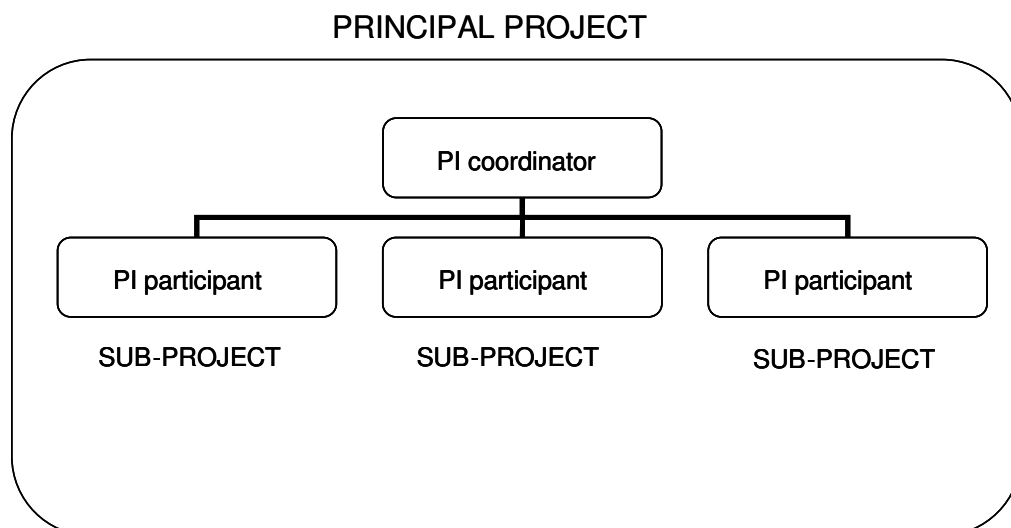 PRINCIPAL PROJECT
PI coordinator
PI participant
PI participant
PI participant
SUB-PROJECT
SUB-PROJECT
SUB-PROJECT